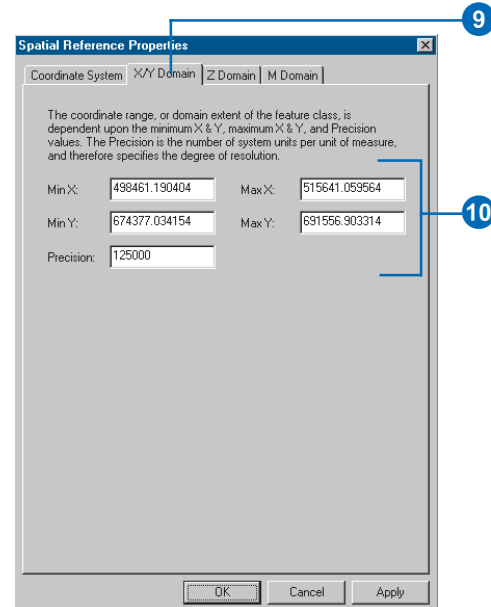 9
Spatial Reference Properties
Coordinate System X/Y Domain Z Domain M Domain
The coordinate range, or domain extent of the feature class, is
dependent upon the minimum X & Y, maximum X & Y, and Precision
values. The Precision is the number of system units per unit of measure,
and therefore specifies the degree of resolution.
Min X: 498461.190404 Max X: 515641.059564
10
Min Y: 674377.034154 Max Y: 691556.903314
Precision: 125000
OK Cancel Apply